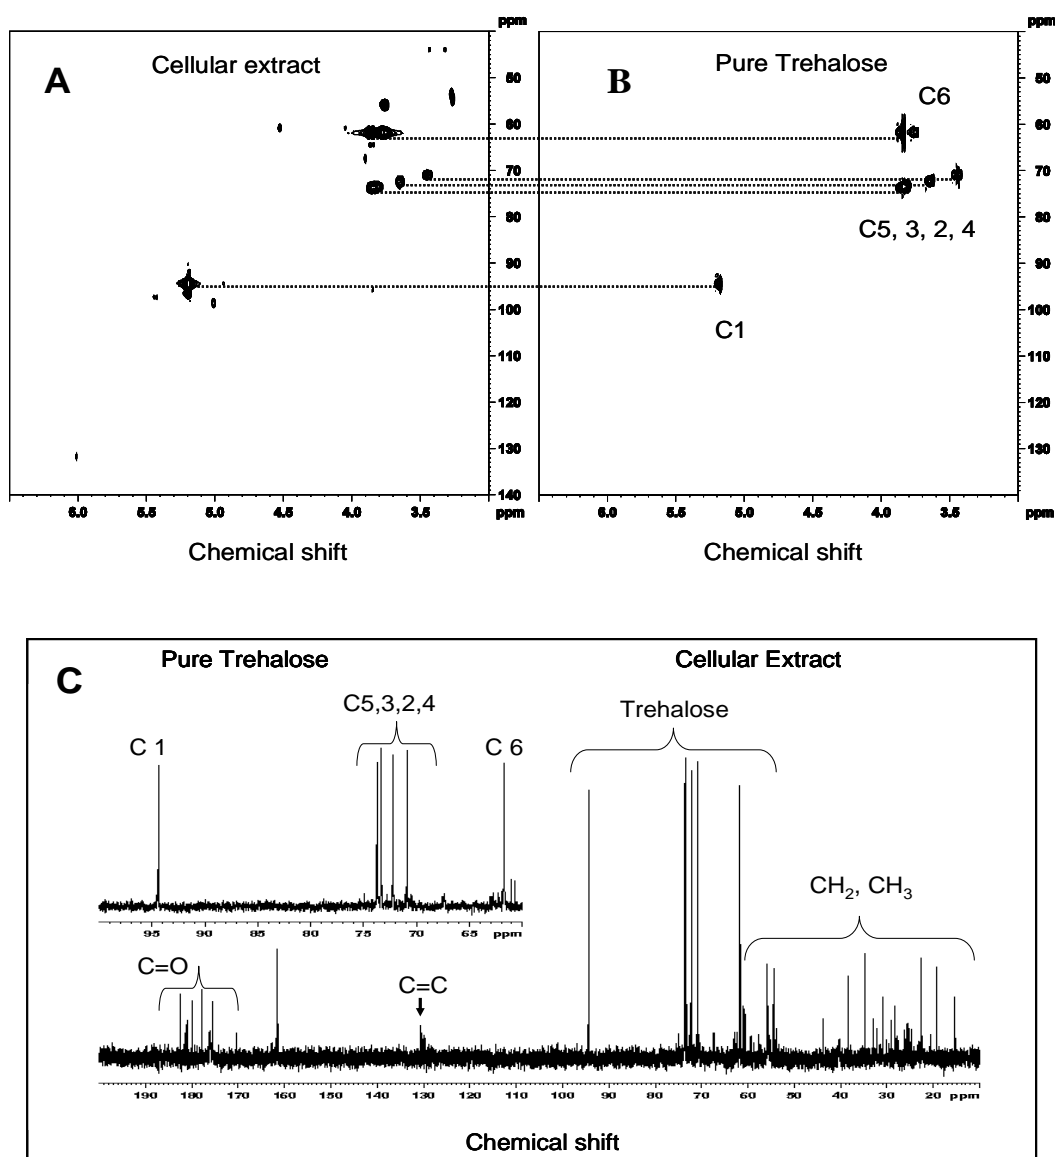 ppm ppm
A Cellular extract B Pure Trehalose
50 50
C6
60 60
70 70
80 80
C5, 3, 2, 4
90 90
100 100
C1
110 110
120 120
130 130
140 140
6.0 5.5 5.0 4.5 4.0 3.5 ppm 6.0 5.5 5.0 4.5 4.0 3.5 ppm
Chemical shift Chemical shift
C Pure Trehalose Cellular Extract
C5,3,2,4 Trehalose
C 1 C 6
CH2, CH3
95 90 85 80 75 70 65 ppm
C=O C=C
190 180 170 160 150 140 130 120 110 100 90 80 70 60 50 40 30 20 ppm
Chemical shift